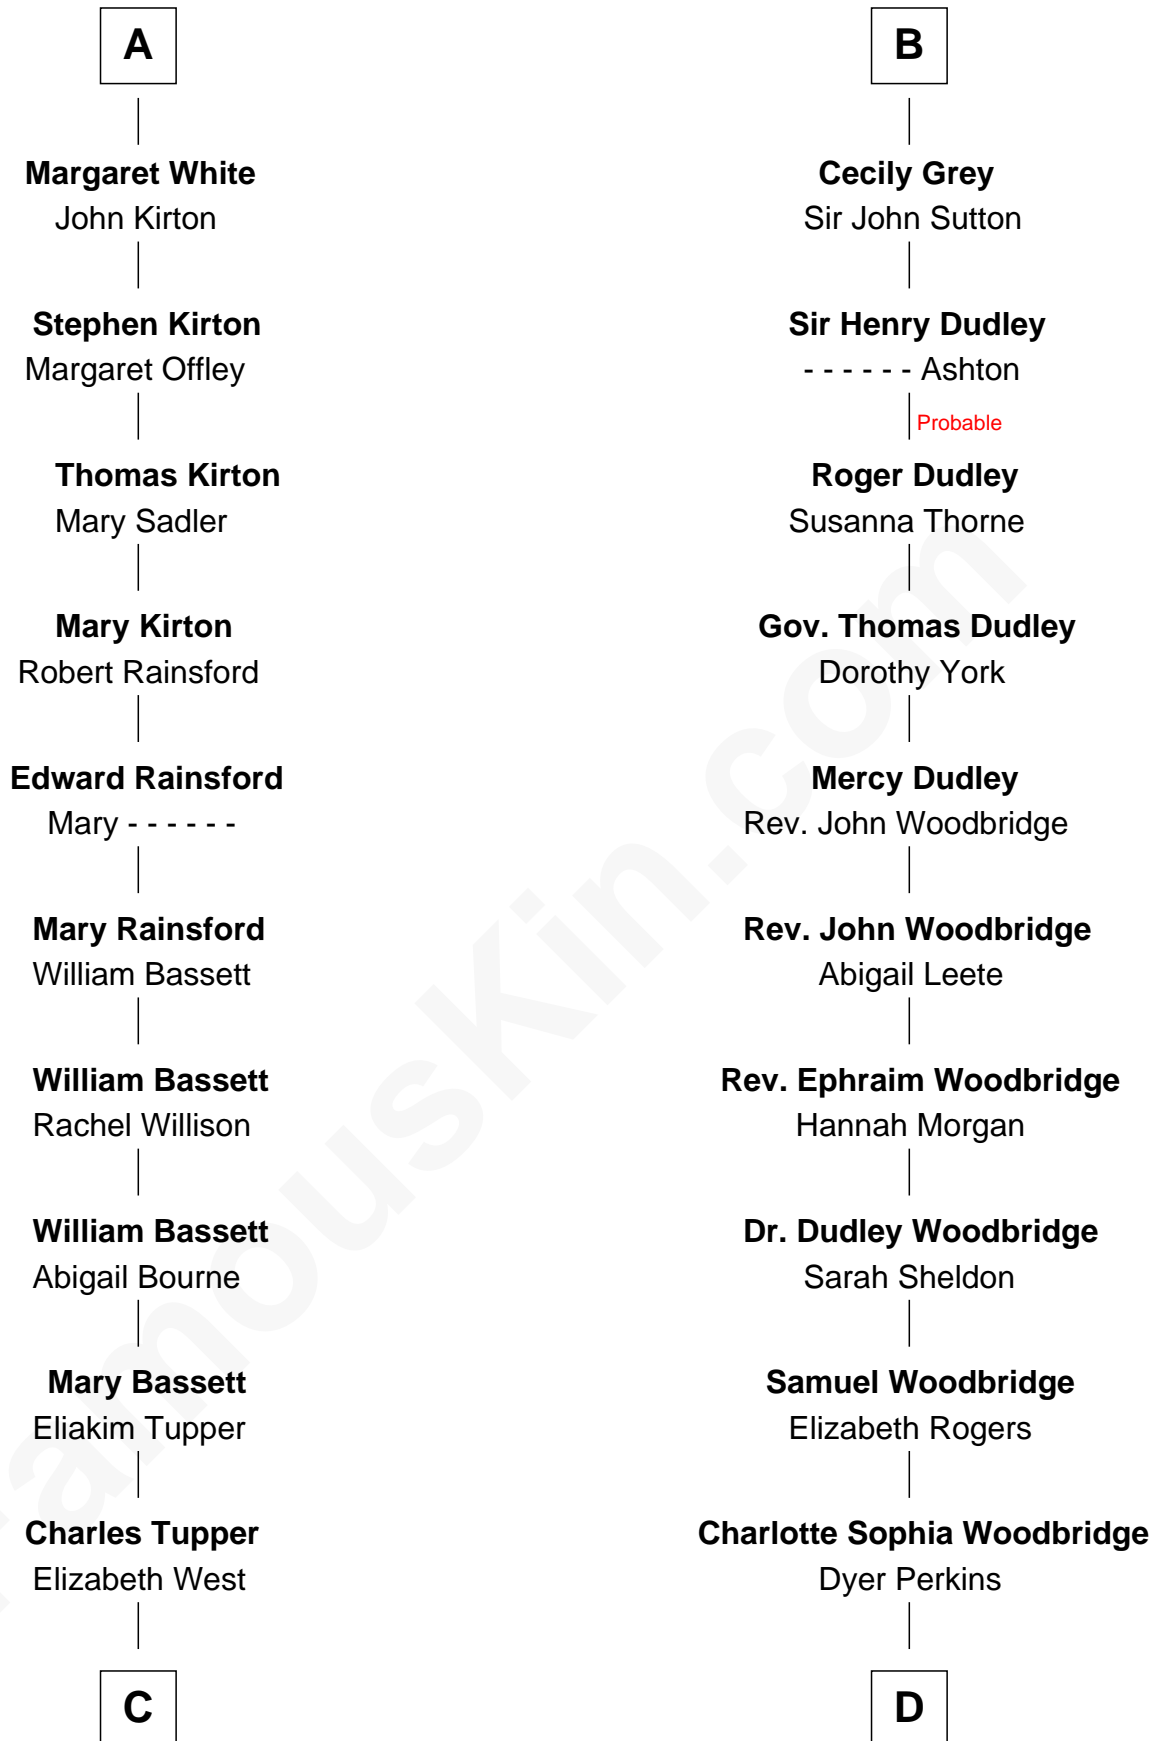 A
Margaret White
John Kirton
Stephen Kirton
Margaret Offley
Thomas Kirton
Mary Sadler
Mary Kirton
Robert Rainsford
Edward Rainsford
Mary - - - - - -
Mary Rainsford
William Bassett
William Bassett
Rachel Willison
William Bassett
Abigail Bourne
Mary Bassett
Eliakim Tupper
Charles Tupper
Elizabeth West
C
B
Cecily Grey
Sir John Sutton
Sir Henry Dudley
- - - - - - Ashton
Probable
Roger Dudley
Susanna Thorne
Gov. Thomas Dudley
Dorothy York
Mercy Dudley
Rev. John Woodbridge
Rev. John Woodbridge
Abigail Leete
Rev. Ephraim Woodbridge
Hannah Morgan
Dr. Dudley Woodbridge
Sarah Sheldon
Samuel Woodbridge
Elizabeth Rogers
Charlotte Sophia Woodbridge
Dyer Perkins
D
FamousKin.com